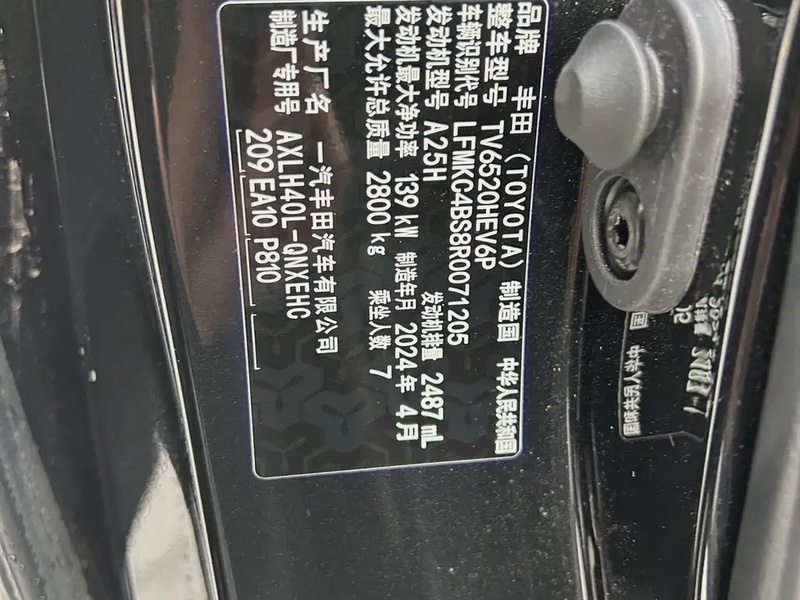 品牌 丰田（TOYOTA） 制造国 中华人民共和国
整车型号 TV6520HEV6P
车辆识别代号 LFMKC4BS8R0071205
发动机型号 A25H 发动机排量 2487 mL
发动机最大净功率 139 kW 制造年月 2024年 4月
最大允许总质量 2800 kg 乘坐人数 7
生产厂名 一汽丰田汽车有限公司
制造厂专用号 AXLH40L-QNXEHC
209 EA10 P810